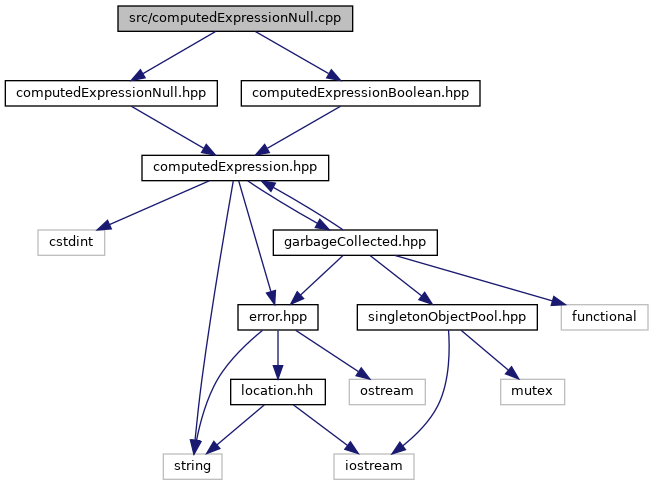 src/computedExpressionNull.cpp
computedExpressionNull.hpp
computedExpressionBoolean.hpp
computedExpression.hpp
cstdint
garbageCollected.hpp
error.hpp
singletonObjectPool.hpp
functional
location.hh
ostream
mutex
string
iostream